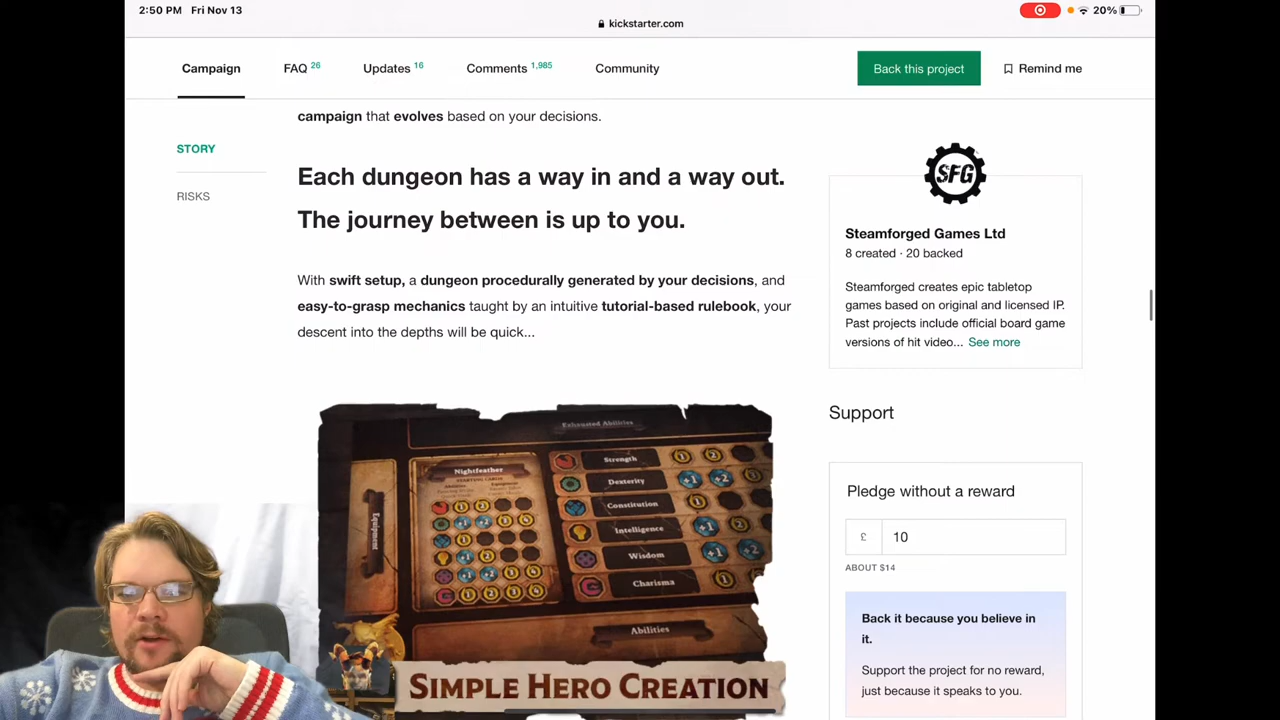 2:50 PM Fri Nov 13
20%
kickstarter.com
Campaign
FAQ 26
Updates 16
Comments 1,985
Community
Back this project
Remind me
STORY
RISKS
campaign that evolves based on your decisions.
Each dungeon has a way in and a way out.
The journey between is up to you.
With swift setup, a dungeon procedurally generated by your decisions, and
easy-to-grasp mechanics taught by an intuitive tutorial-based rulebook, your
descent into the depths will be quick...
Exhausted Abilities
Nightfeather
STARTING CARDS
Equipment
Strength
Dexterity
Constitution
Intelligence
Wisdom
Charisma
Abilities
SIMPLE HERO CREATION
SFG
Steamforged Games Ltd
8 created · 20 backed
Steamforged creates epic tabletop
games based on original and licensed IP.
Past projects include official board game
versions of hit video... See more
Support
Pledge without a reward
£ 10
ABOUT $14
Back it because you believe in
it.
Support the project for no reward,
just because it speaks to you.